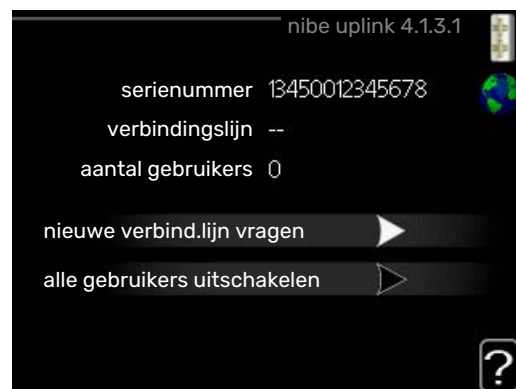 nibe uplink 4.1.3.1
serienummer 13450012345678
verbindingslijn --
aantal gebruikers 0
nieuwe verbind.lijn vragen
alle gebruikers uitschakelen
?